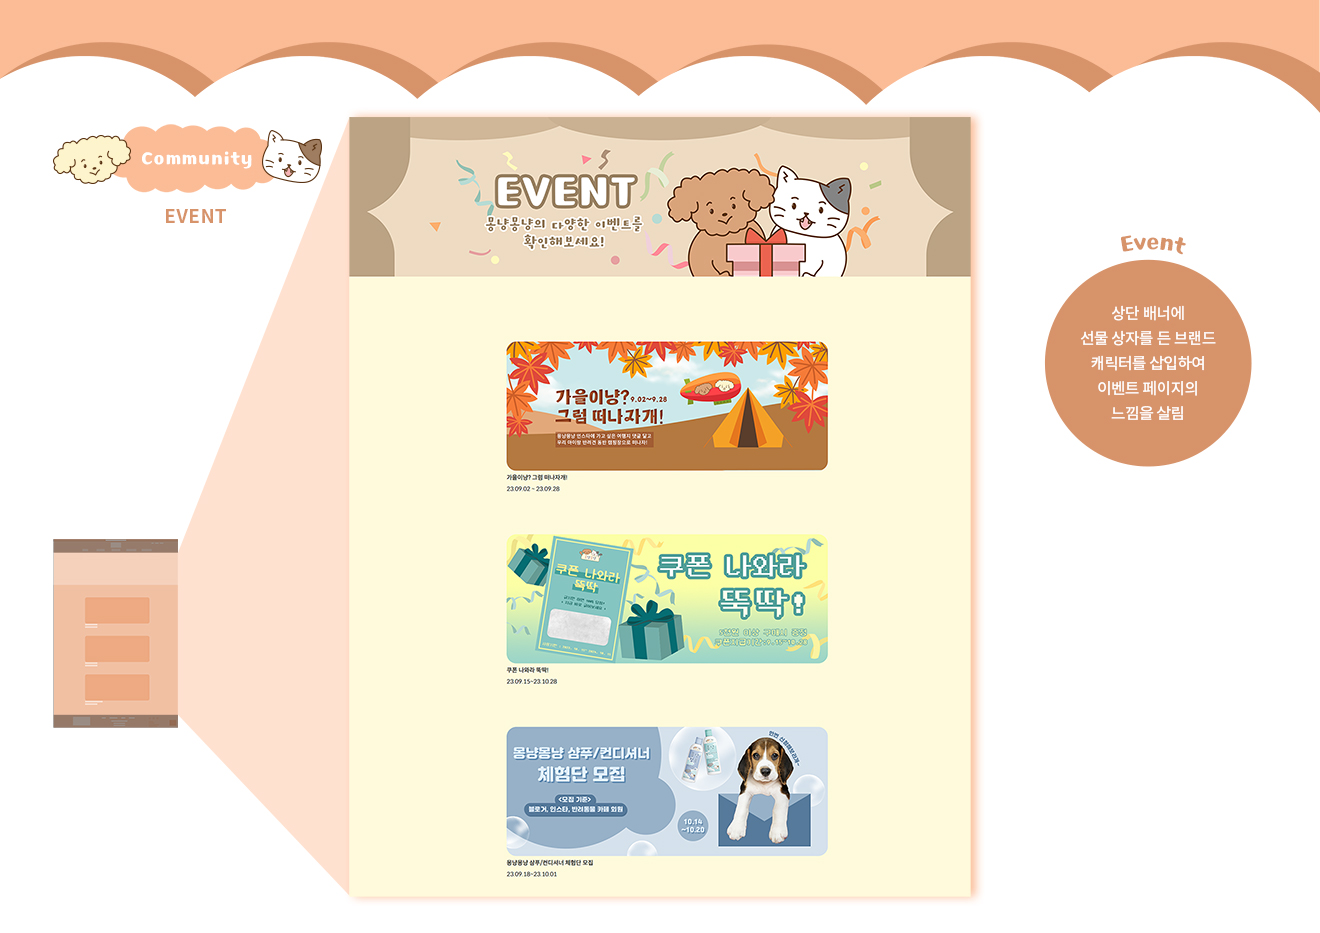 Community
EVENT
EVENT
몽냥몽냥의 다양한 이벤트를
확인해보세요!
Event
상단 배너에
선물 상자를 든 브랜드
캐릭터를 삽입하여
이벤트 페이지의
느낌을 살림
가을이냥? 9.02~9.28
그럼 떠나자개!
몽냥몽냥 인스타에 가고 싶은 여행지 댓글 달고
우리 아이랑 반려견 동반 캠핑장으로 떠나자!
가을이냥? 그럼 떠나자개!
23.09.02 ~ 23.09.28
쿠폰 나와라
뚝딱
쿠폰 나와라
뚝딱!
5만원 이상 구매시 증정
쿠폰 나와라 뚝딱!
23.09.15~23.10.28
몽냥몽냥 샴푸/컨디셔너
체험단 모집
<모집 기준>
블로거, 인스타, 반려동물 카페 회원
10.14
~10.20
몽냥몽냥 샴푸/컨디셔너 체험단 모집
23.09.18~23.10.01